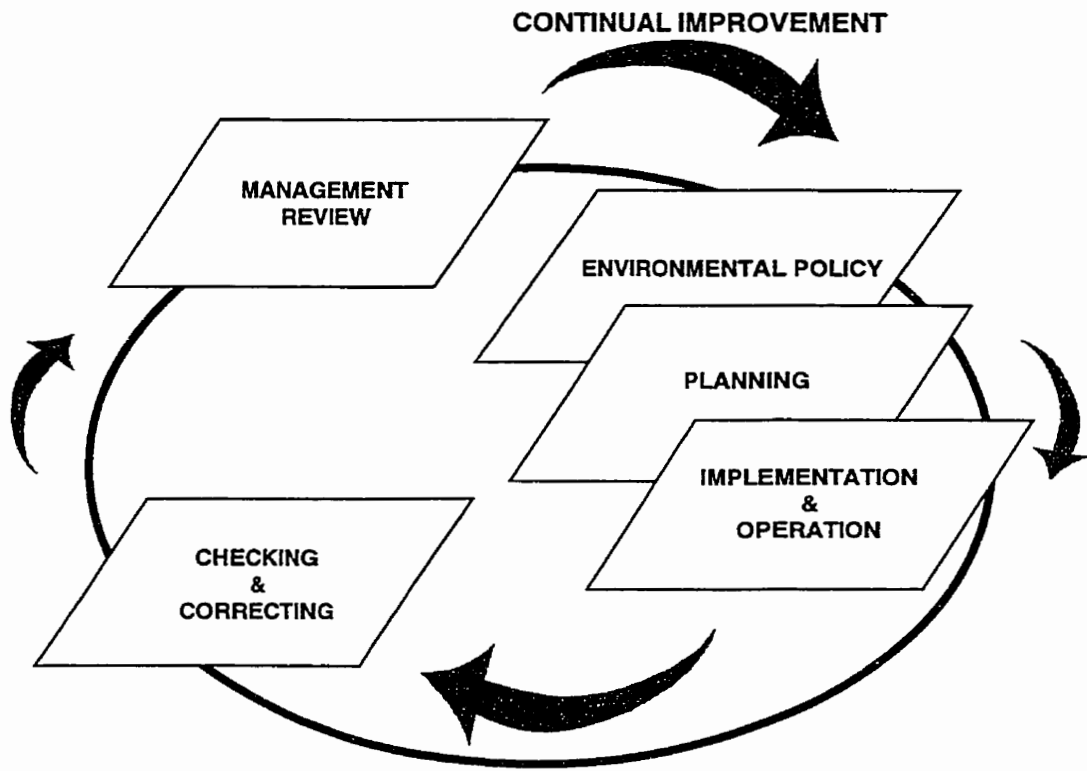 CONTINUAL IMPROVEMENT
MANAGEMENT
REVIEW
ENVIRONMENTAL POLICY
PLANNING
IMPLEMENTATION
&
OPERATION
CHECKING
&
CORRECTING